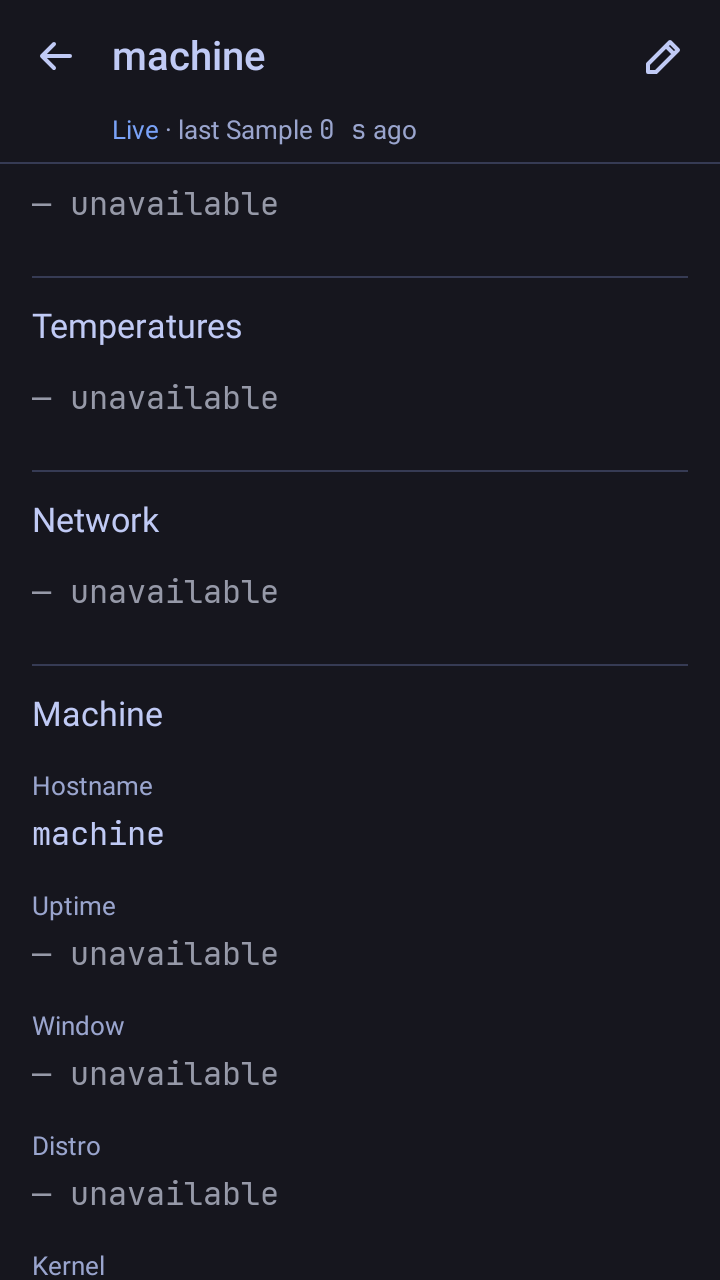 machine
Live · last Sample 0 s ago
— unavailable
Temperatures
— unavailable
Network
— unavailable
Machine
Hostname
machine
Uptime
— unavailable
Window
— unavailable
Distro
— unavailable
Kernel